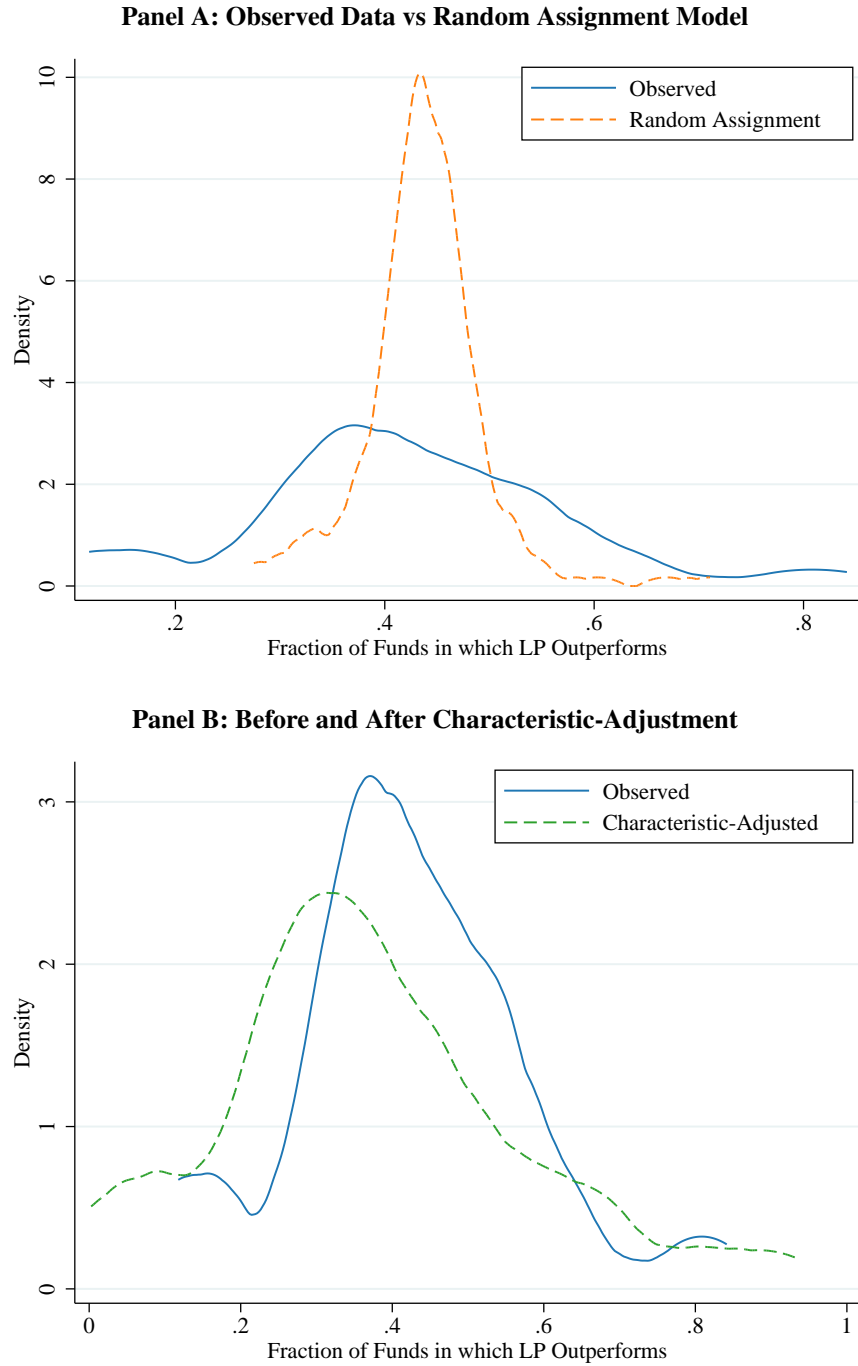 Panel A: Observed Data vs Random Assignment Model
Observed
Random Assignment
10
8
6
4
2
0
Density
.2
.4
.6
.8
Fraction of Funds in which LP Outperforms
Panel B: Before and After Characteristic-Adjustment
Observed
Characteristic-Adjusted
3
2
1
0
Density
0
.2
.4
.6
.8
1
Fraction of Funds in which LP Outperforms